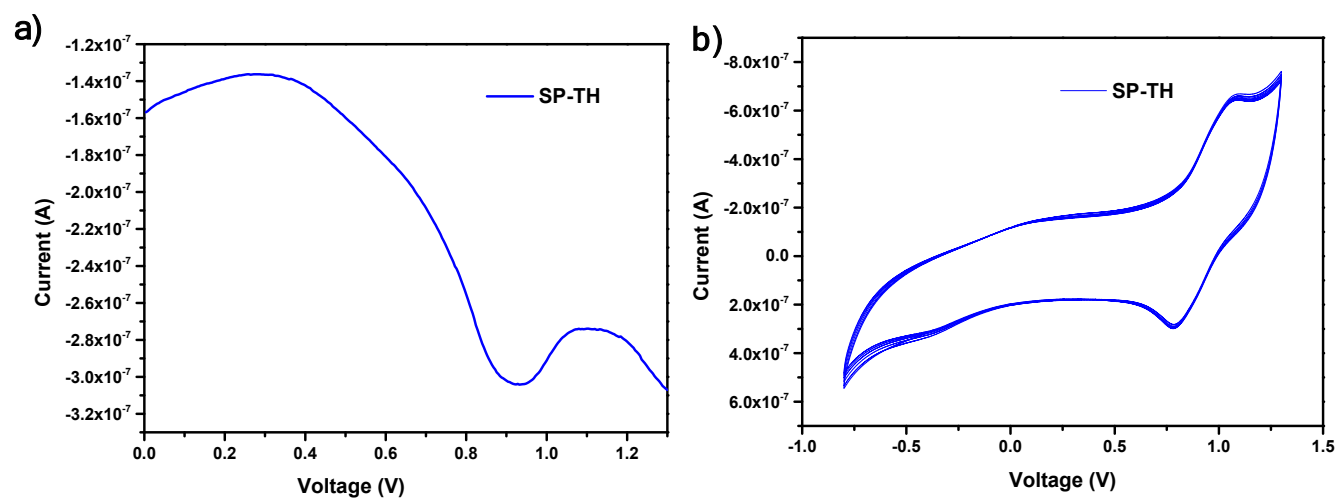 a)
-1.2x10⁻⁷
-1.4x10⁻⁷
-1.6x10⁻⁷
-1.8x10⁻⁷
-2.0x10⁻⁷
-2.2x10⁻⁷
-2.4x10⁻⁷
-2.6x10⁻⁷
-2.8x10⁻⁷
-3.0x10⁻⁷
-3.2x10⁻⁷
Current (A)
SP-TH
0.0 0.2 0.4 0.6 0.8 1.0 1.2
Voltage (V)
b)
-8.0x10⁻⁷
-6.0x10⁻⁷
-4.0x10⁻⁷
-2.0x10⁻⁷
0.0
2.0x10⁻⁷
4.0x10⁻⁷
6.0x10⁻⁷
Current (A)
SP-TH
-1.0 -0.5 0.0 0.5 1.0 1.5
Voltage (V)